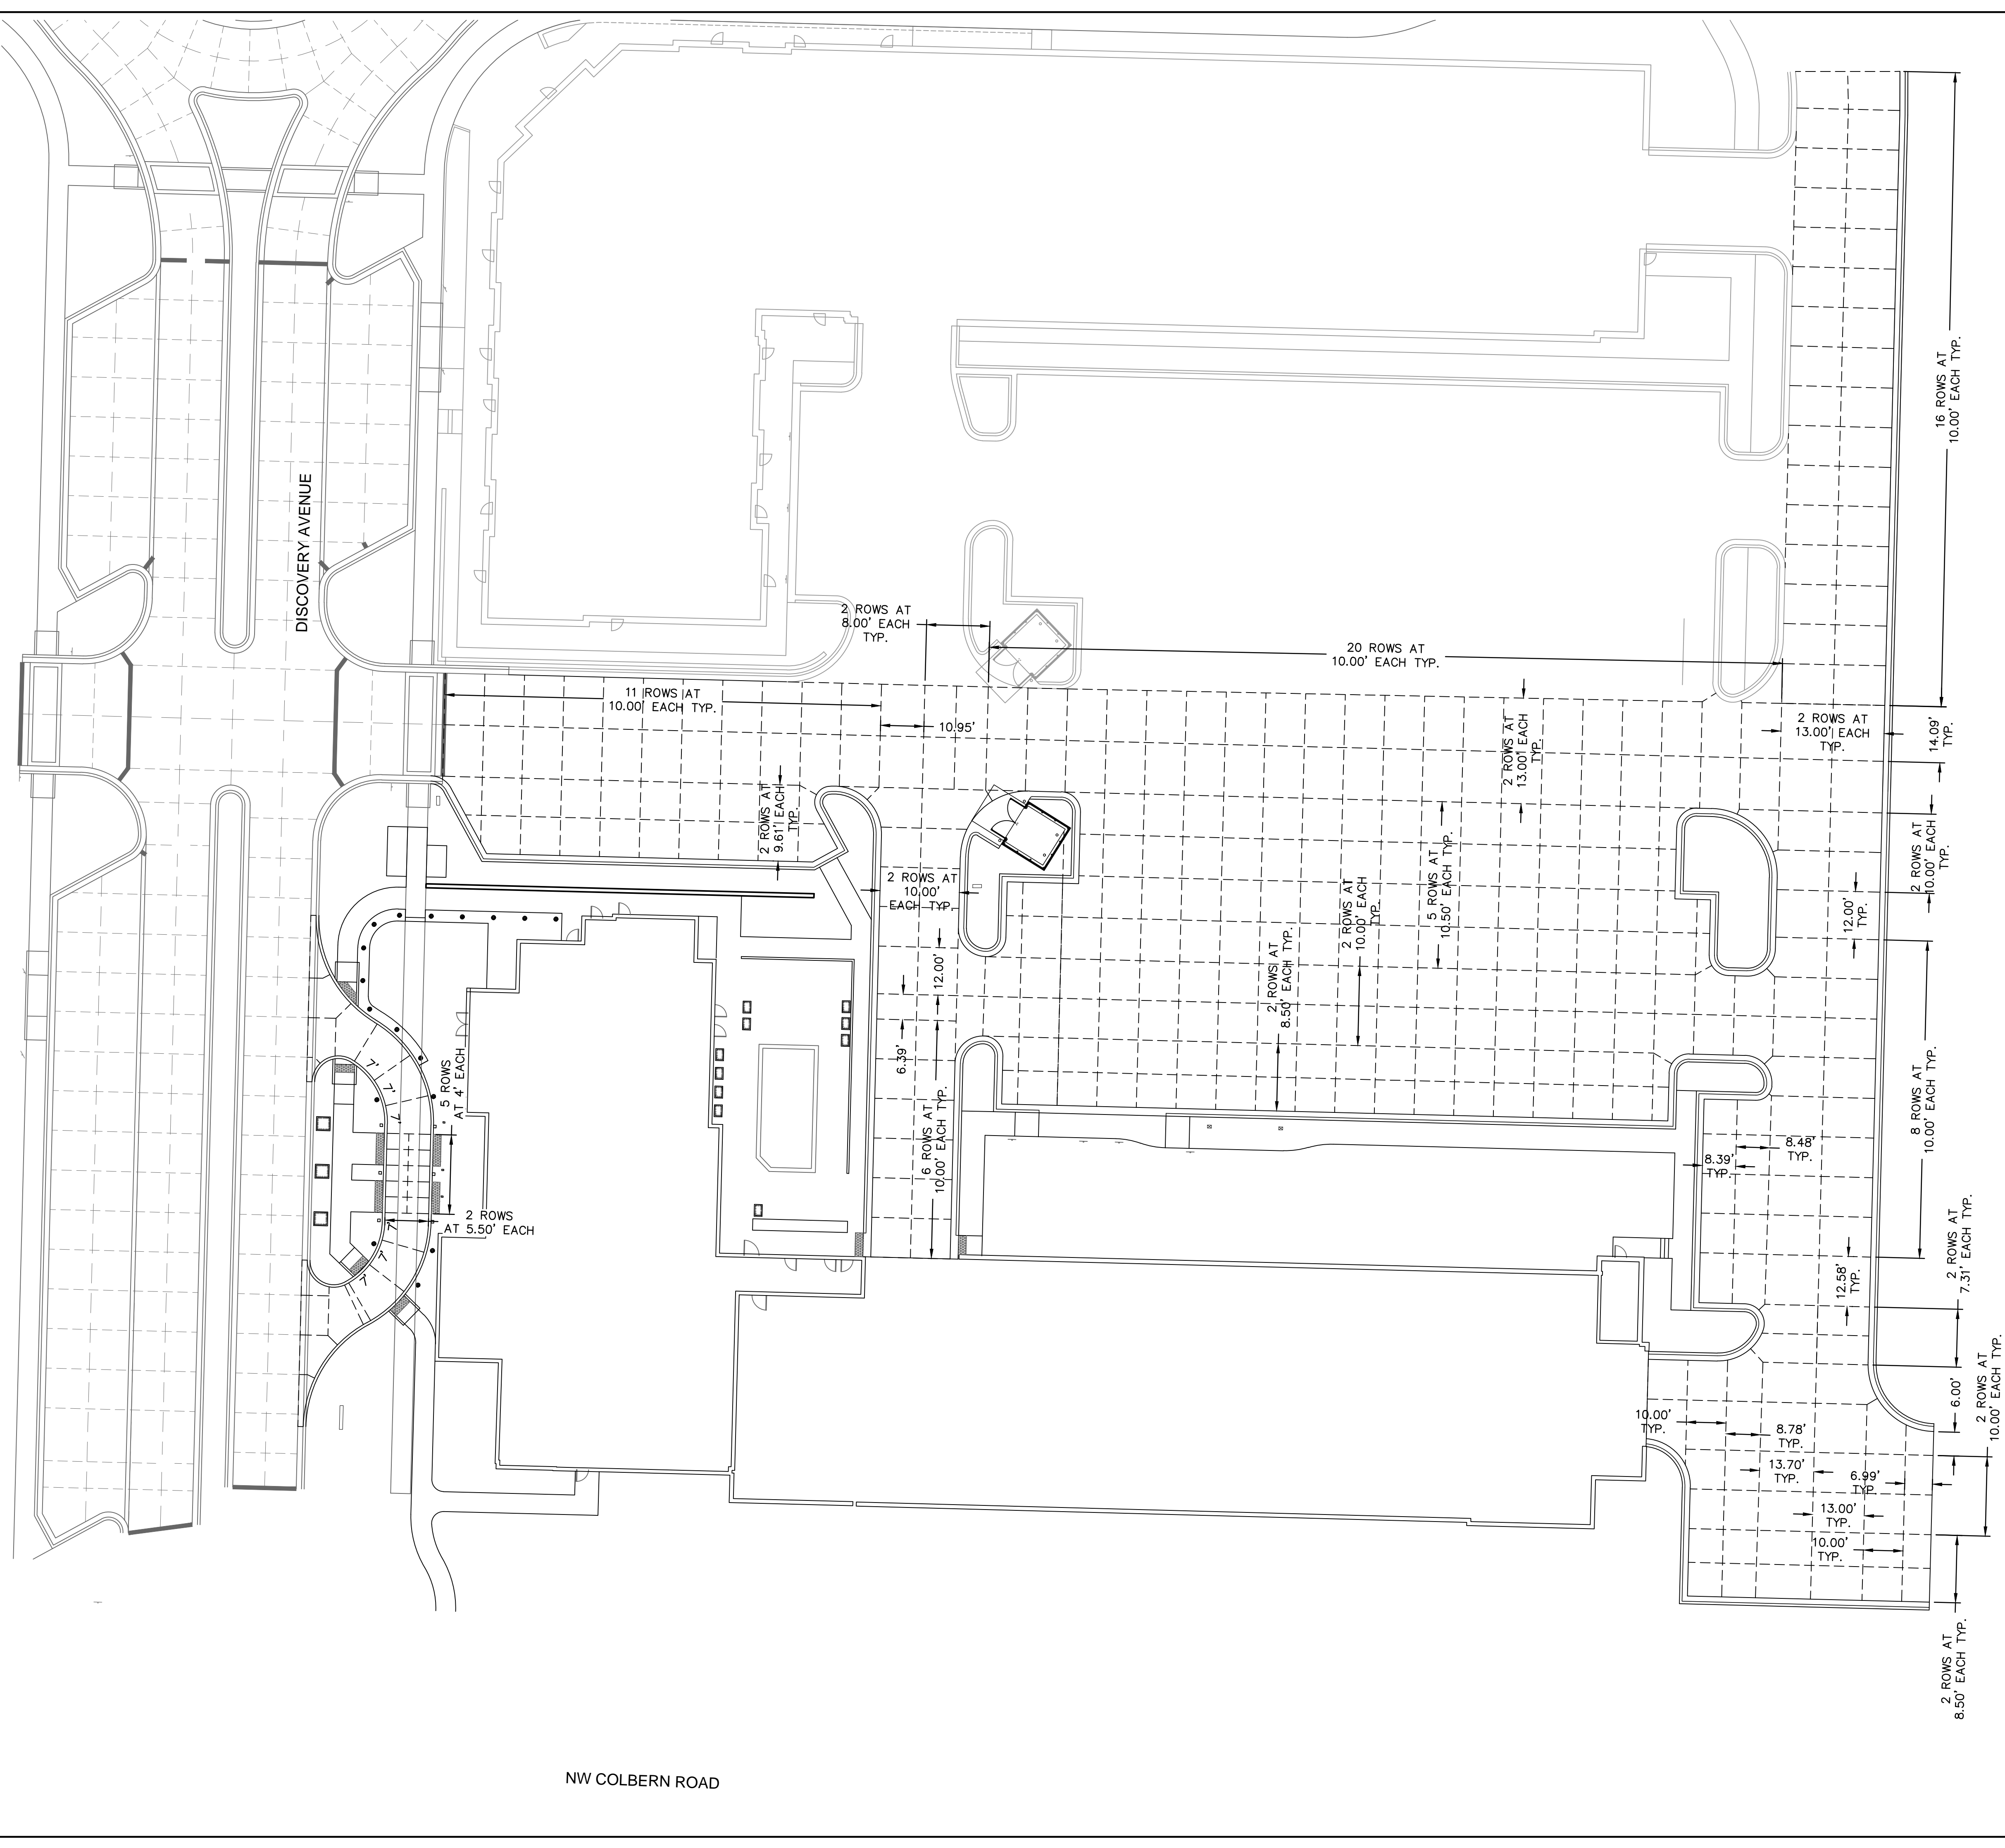 16 ROWS AT
10.00' EACH TYP.
DISCOVERY AVENUE
2 ROWS AT
8.00' EACH
TYP.
20 ROWS AT
10.00' EACH TYP.
11 ROWS AT
10.00' EACH TYP.
10.95'
2 ROWS AT
13.00' EACH
TYP.
2 ROWS AT
13.00' EACH
TYP.
14.09'
TYP.
2 ROWS AT
9.61' EACH
TYP.
2 ROWS AT
10.00'
EACH TYP.
5 ROWS AT
10.50' EACH TYP.
2 ROWS AT
10.00' EACH
TYP.
2 ROWS AT
10.00' EACH
TYP.
12.00'
TYP.
2 ROWS AT
8.50' EACH TYP.
12.00'
6.39'
6 ROWS AT
10.00' EACH TYP.
8 ROWS AT
10.00' EACH TYP.
7'
7'
7'
5 ROWS
AT 4' EACH
8.48'
TYP.
8.39'
TYP.
2 ROWS
AT 5.50' EACH
7'
7'
7'
2 ROWS AT
7.31' EACH TYP.
12.58'
TYP.
6.00'
2 ROWS AT
10.00' EACH TYP.
10.00'
TYP.
8.78'
TYP.
13.70'
TYP.
6.99'
TYP.
13.00'
TYP.
10.00'
TYP.
2 ROWS AT
8.50' EACH TYP.
NW COLBERN ROAD